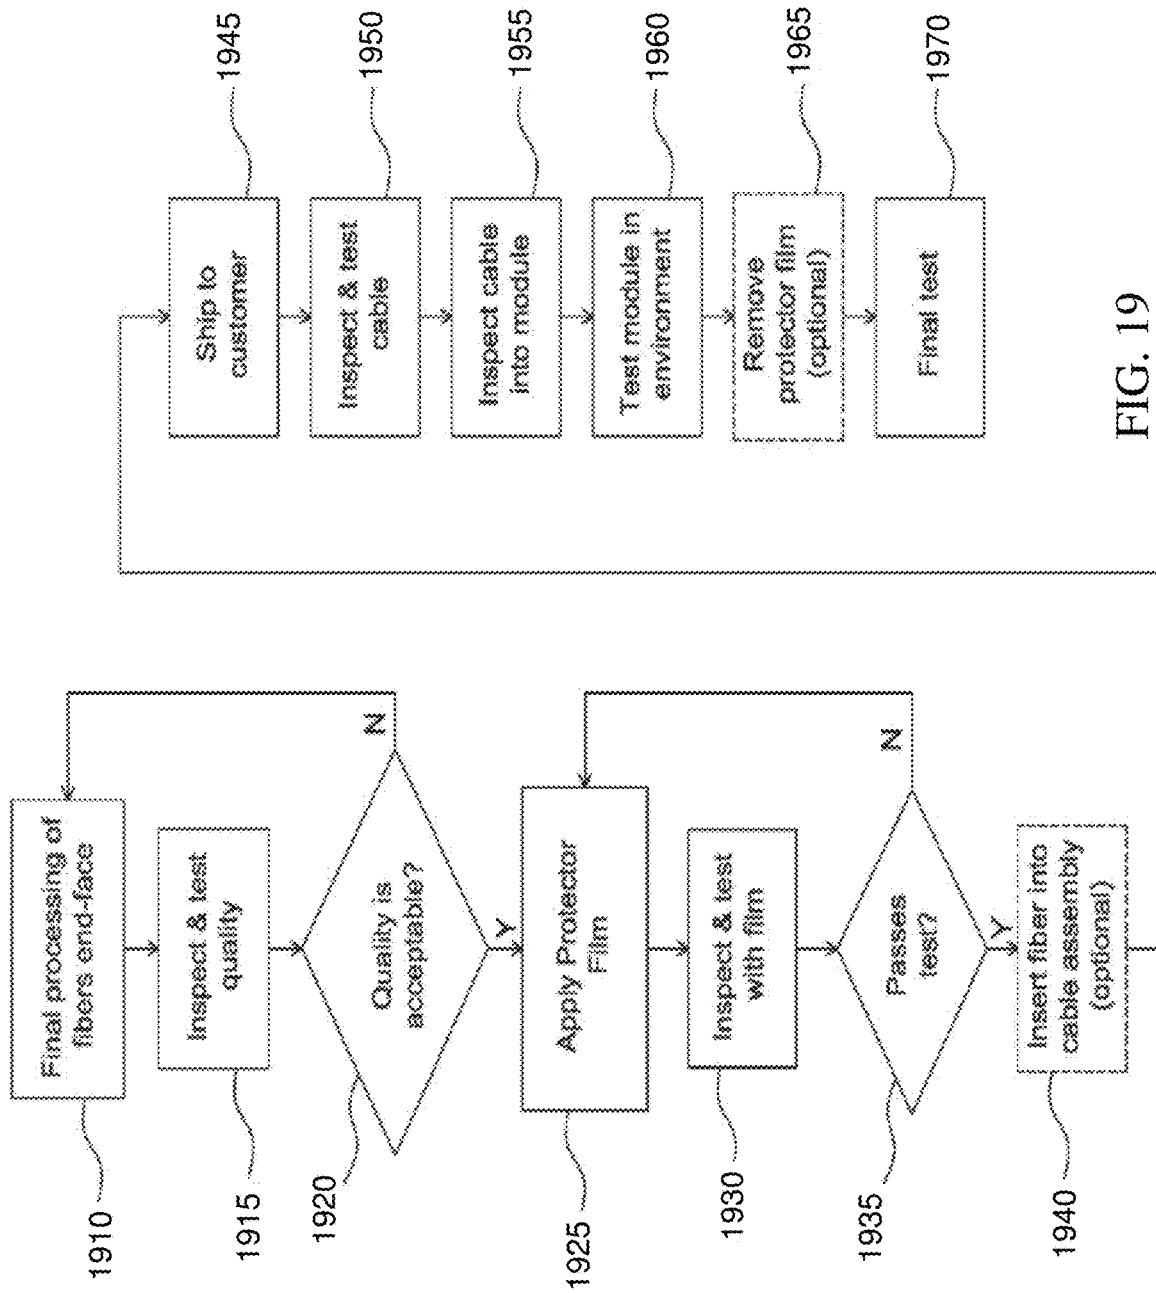 1910
Final processing of
fibers end-face
1915
Inspect & test
quality
1920
Quality is
acceptable?
N
Y
1925
Apply Protector
Film
1930
Inspect & test
with film
1935
Passes
test?
N
Y
1940
Insert fiber into
cable assembly
(optional)
Ship to
customer
1945
Inspect & test
cable
1950
Inspect cable
into module
1955
Test module in
environment
1960
Remove
protector film
(optional)
1965
Final test
1970
FIG. 19